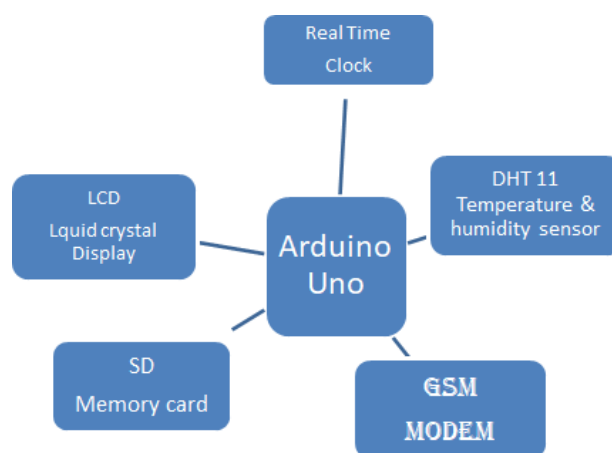 Real Time
Clock
LCD
Lquid crystal
Display
DHT 11
Temperature &
humidity sensor
Arduino
Uno
SD
Memory card
GSM
MODEM